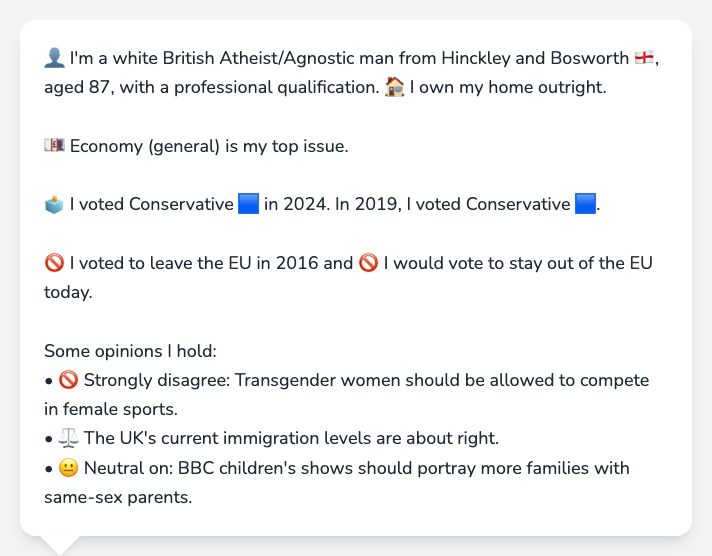 👤 I'm a white British Atheist/Agnostic man from Hinckley and Bosworth 🏴󠁧󠁢󠁥󠁮󠁧󠁿,
aged 87, with a professional qualification. 🏠 I own my home outright.
💷 Economy (general) is my top issue.
🗳️ I voted Conservative 🟦 in 2024. In 2019, I voted Conservative 🟦.
🚫 I voted to leave the EU in 2016 and 🚫 I would vote to stay out of the EU
today.
Some opinions I hold:
• 🚫 Strongly disagree: Transgender women should be allowed to compete
in female sports.
• ⚖️ The UK's current immigration levels are about right.
• 😐 Neutral on: BBC children's shows should portray more families with
same-sex parents.